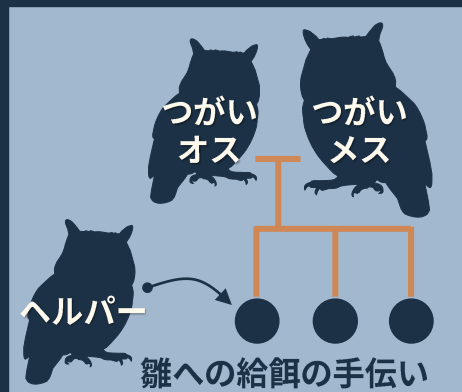 つがい
オス
つがい
メス
ヘルパー
雛への給餌の手伝い